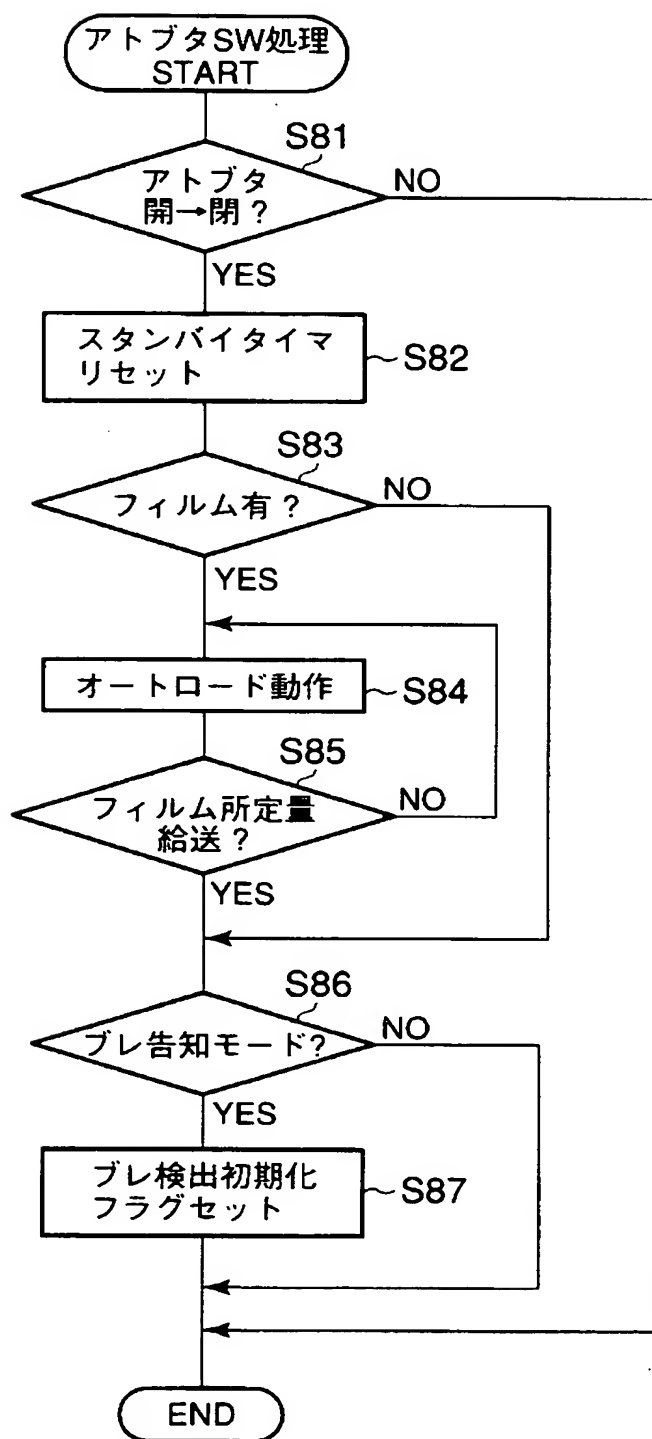 アトブタSW処理
START
S81
アトブタ
開→閉?
NO
YES
スタンバイタイマ
リセット
S82
S83
フィルム有?
NO
YES
オートロード動作
S84
S85
フィルム所定量
給送?
NO
YES
S86
ブレ告知モード?
NO
YES
ブレ検出初期化
フラグセット
S87
END